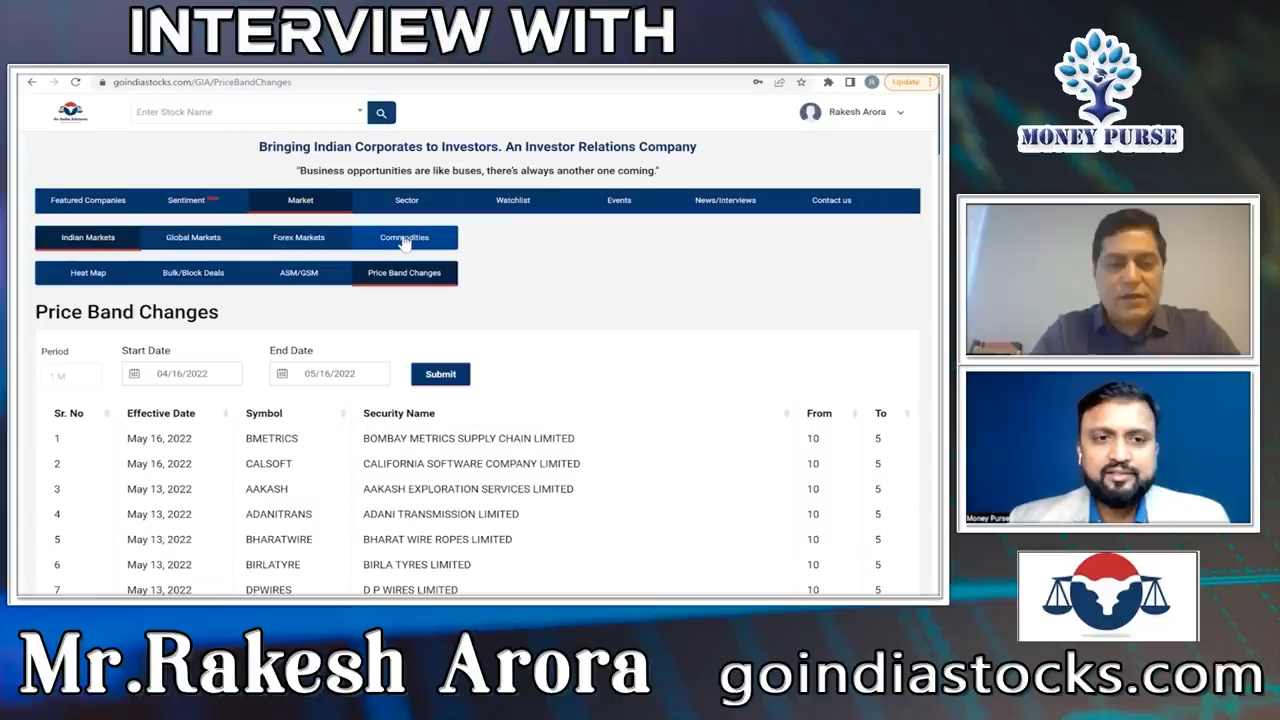 INTERVIEW WITH
MONEY PURSE
goindiastocks.com/GIA/PriceBandChanges
Update
Enter Stock Name
Rakesh Arora
Bringing Indian Corporates to Investors. An Investor Relations Company
"Business opportunities are like buses, there's always another one coming."
Featured Companies Sentiment New Market Sector Watchlist Events News/Interviews Contact us
Indian Markets Global Markets Forex Markets Commodities
Heat Map Bulk/Block Deals ASM/GSM Price Band Changes
Price Band Changes
Period Start Date End Date
1 M 04/16/2022 05/16/2022 Submit
Sr. No Effective Date Symbol Security Name From To
1 May 16, 2022 BMETRICS BOMBAY METRICS SUPPLY CHAIN LIMITED 10 5
2 May 16, 2022 CALSOFT CALIFORNIA SOFTWARE COMPANY LIMITED 10 5
3 May 13, 2022 AAKASH AAKASH EXPLORATION SERVICES LIMITED 10 5
4 May 13, 2022 ADANITRANS ADANI TRANSMISSION LIMITED 10 5
5 May 13, 2022 BHARATWIRE BHARAT WIRE ROPES LIMITED 10 5
6 May 13, 2022 BIRLATYRE BIRLA TYRES LIMITED 10 5
7 May 13, 2022 DPWIRES D P WIRES LIMITED 10 5
Money Purse
Mr.Rakesh Arora
goindiastocks.com